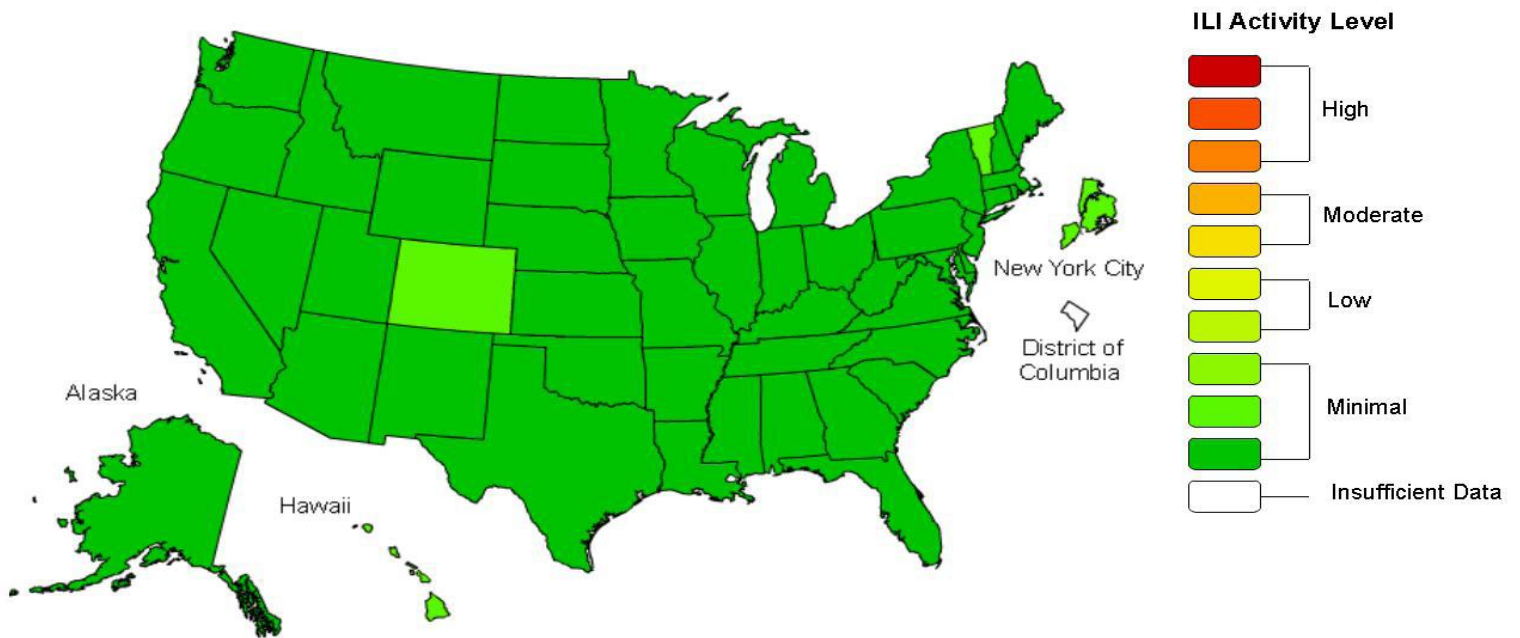 ILI Activity Level
High
Moderate
New York City
Low
District of
Columbia
Alaska
Minimal
Hawaii
Insufficient Data